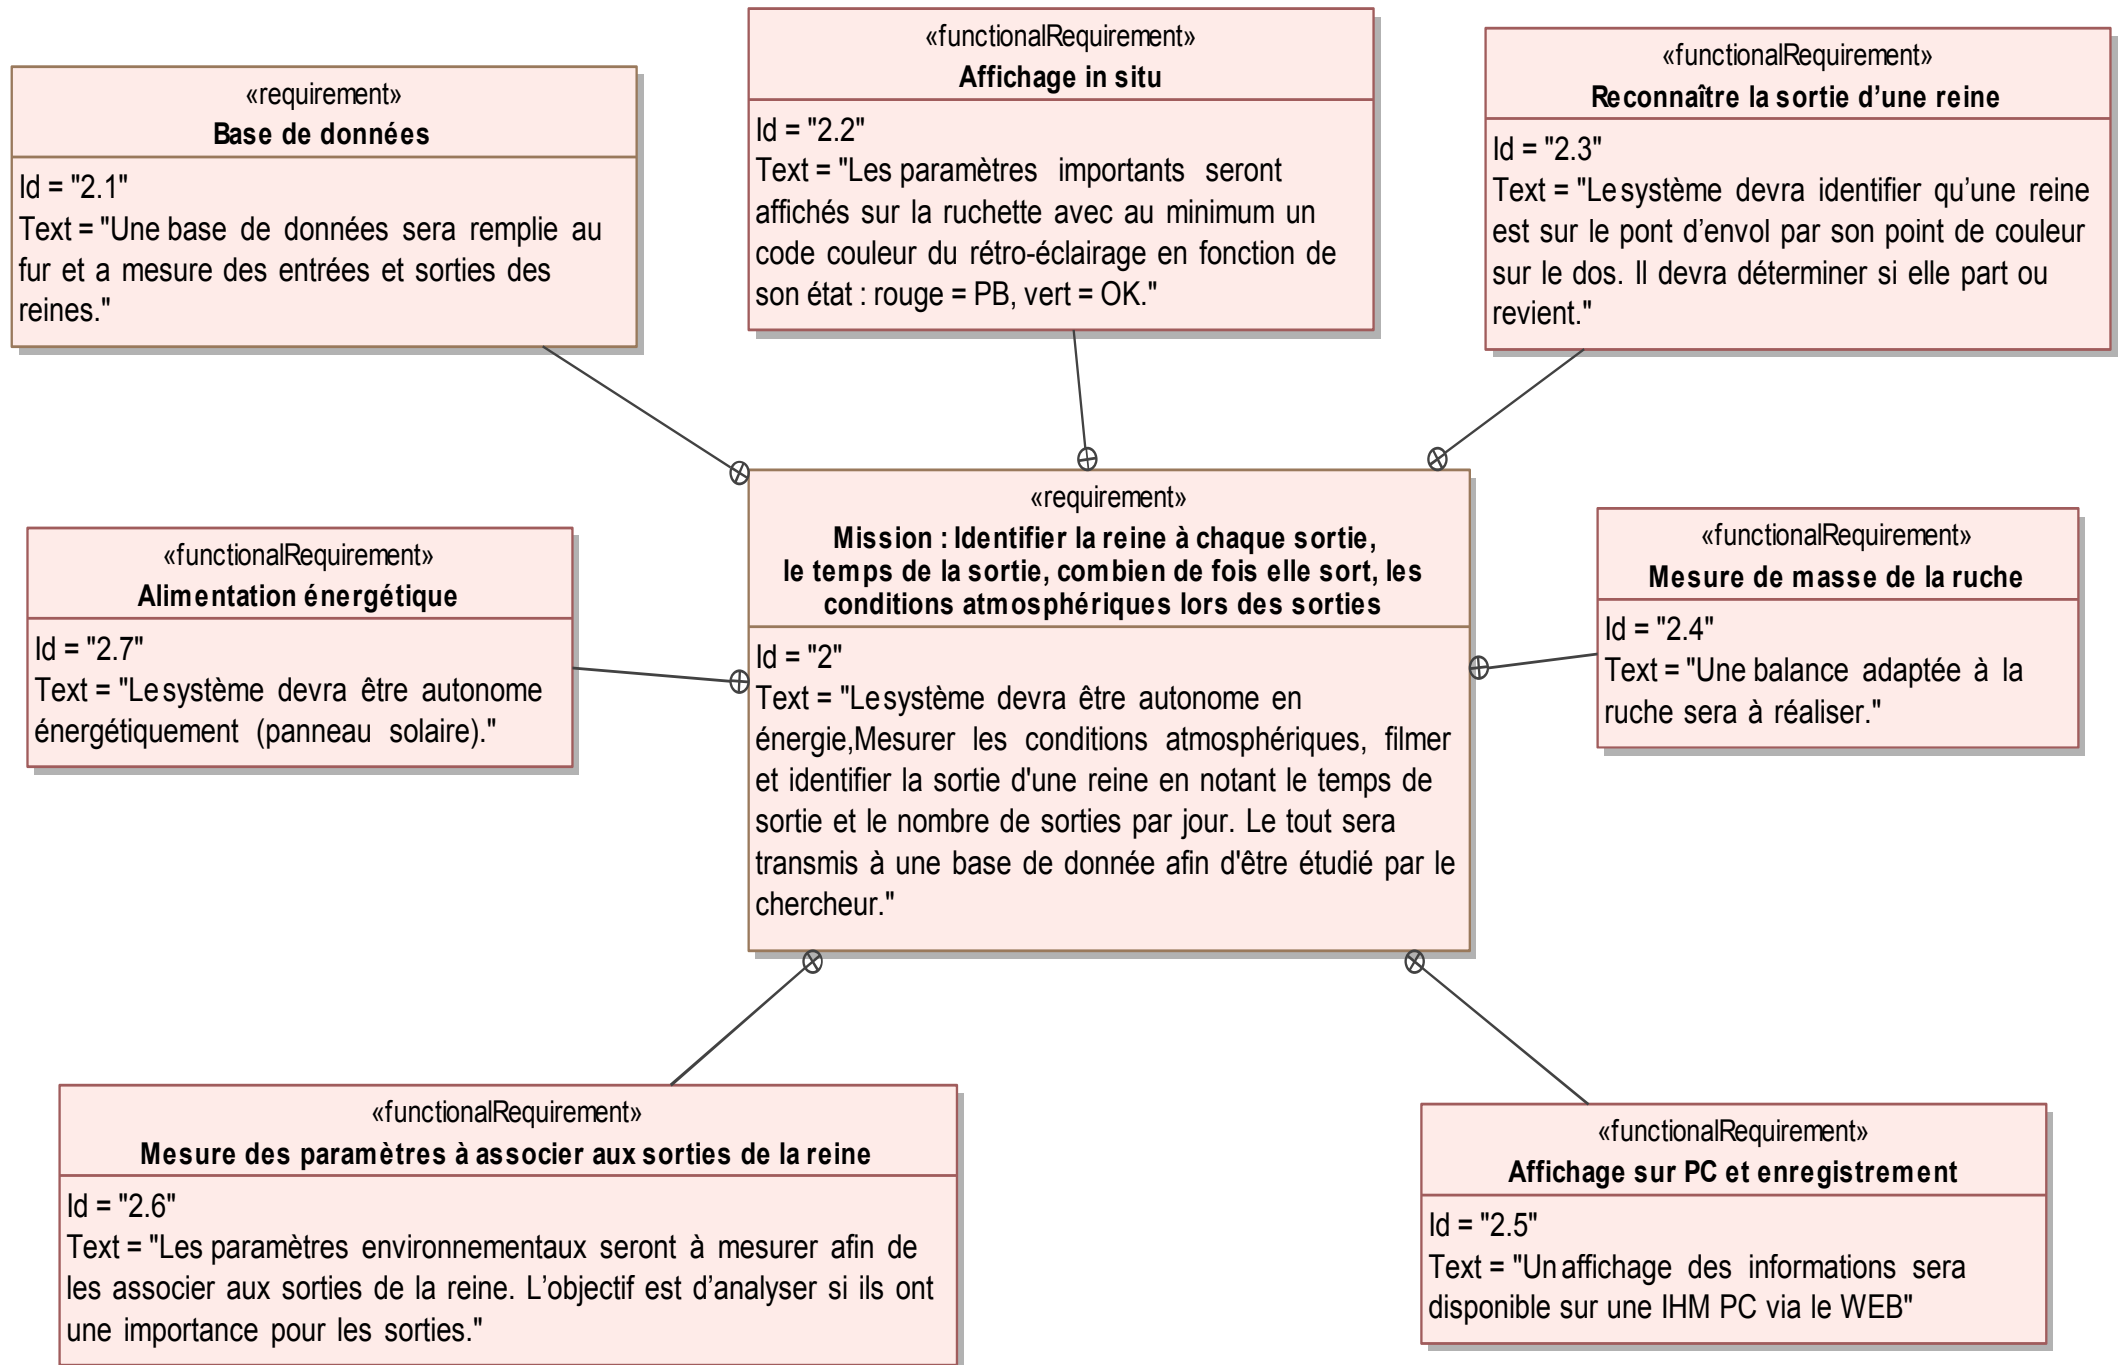 «requirement»
Base de données
Id = "2.1"
Text = "Une base de données sera remplie au
fur et a mesure des entrées et sorties des
reines."
«functionalRequirement»
Affichage in situ
Id = "2.2"
Text = "Les paramètres importants seront
affichés sur la ruchette avec au minimum un
code couleur du rétro-éclairage en fonction de
son état : rouge = PB, vert = OK."
«functionalRequirement»
Reconnaître la sortie d’une reine
Id = "2.3"
Text = "Le système devra identifier qu’une reine
est sur le pont d’envol par son point de couleur
sur le dos. Il devra déterminer si elle part ou
revient."
«functionalRequirement»
Alimentation énergétique
Id = "2.7"
Text = "Le système devra être autonome
énergétiquement (panneau solaire)."
«requirement»
Mission : Identifier la reine à chaque sortie,
le temps de la sortie, combien de fois elle sort, les
conditions atmosphériques lors des sorties
Id = "2"
Text = "Le système devra être autonome en
énergie,Mesurer les conditions atmosphériques, filmer
et identifier la sortie d'une reine en notant le temps de
sortie et le nombre de sorties par jour. Le tout sera
transmis à une base de donnée afin d'être étudié par le
chercheur."
«functionalRequirement»
Mesure de masse de la ruche
Id = "2.4"
Text = "Une balance adaptée à la
ruche sera à réaliser."
«functionalRequirement»
Mesure des paramètres à associer aux sorties de la reine
Id = "2.6"
Text = "Les paramètres environnementaux seront à mesurer afin de
les associer aux sorties de la reine. L’objectif est d’analyser si ils ont
une importance pour les sorties."
«functionalRequirement»
Affichage sur PC et enregistrement
Id = "2.5"
Text = "Un affichage des informations sera
disponible sur une IHM PC via le WEB"